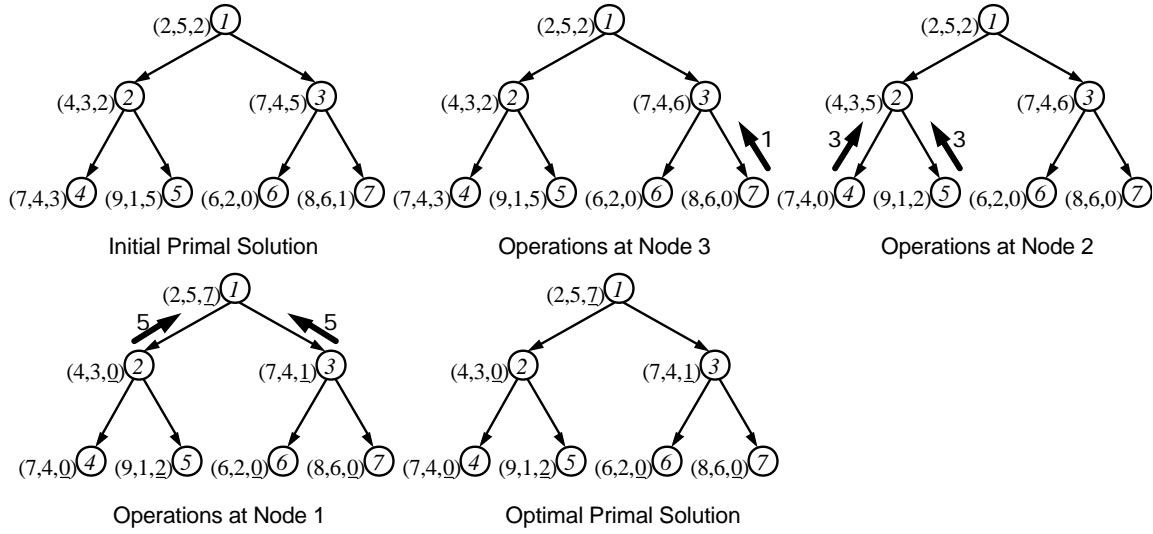 (2,5,2) 1 (2,5,2) 1 (2,5,2) 1
(4,3,2) 2 (7,4,5) 3 (4,3,2) 2 (7,4,6) 3 (4,3,5) 2 (7,4,6) 3
1 3 3
(7,4,3) 4 (9,1,5) 5 (6,2,0) 6 (8,6,1) 7 (7,4,3) 4 (9,1,5) 5 (6,2,0) 6 (8,6,0) 7 (7,4,0) 4 (9,1,2) 5 (6,2,0) 6 (8,6,0) 7
Initial Primal Solution Operations at Node 3 Operations at Node 2
(2,5,7) 1 (2,5,7) 1
5 5
(4,3,0) 2 (7,4,1) 3 (4,3,0) 2 (7,4,1) 3
(7,4,0) 4 (9,1,2) 5 (6,2,0) 6 (8,6,0) 7 (7,4,0) 4 (9,1,2) 5 (6,2,0) 6 (8,6,0) 7
Operations at Node 1 Optimal Primal Solution